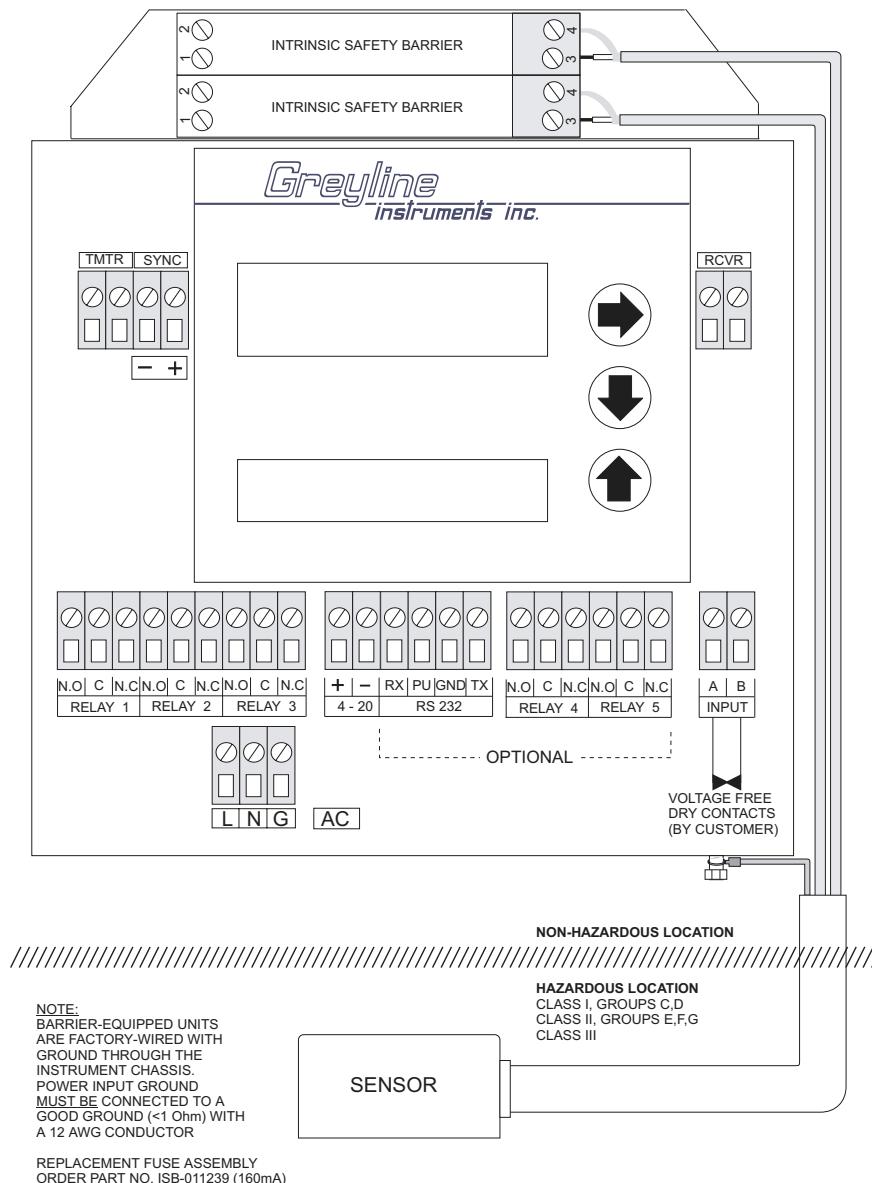 2 INTRINSIC SAFETY BARRIER 4
1 3
2 INTRINSIC SAFETY BARRIER 4
1 3
Greyline
instruments inc.
TMTR SYNC
RCVR
- +
N.O C N.C N.O C N.C N.O C N.C
RELAY 1 RELAY 2 RELAY 3
+ - RX PU GND TX
4 - 20 RS 232
N.O C N.C N.O C N.C
RELAY 4 RELAY 5
A B
INPUT
OPTIONAL
VOLTAGE FREE
DRY CONTACTS
(BY CUSTOMER)
L N G AC
NON-HAZARDOUS LOCATION
HAZARDOUS LOCATION
CLASS I, GROUPS C,D
CLASS II, GROUPS E,F,G
CLASS III
NOTE:
BARRIER-EQUIPPED UNITS
ARE FACTORY-WIRED WITH
GROUND THROUGH THE
INSTRUMENT CHASSIS.
POWER INPUT GROUND
MUST BE CONNECTED TO A
GOOD GROUND (<1 Ohm) WITH
A 12 AWG CONDUCTOR
REPLACEMENT FUSE ASSEMBLY
ORDER PART NO. ISB-011239 (160mA)
SENSOR